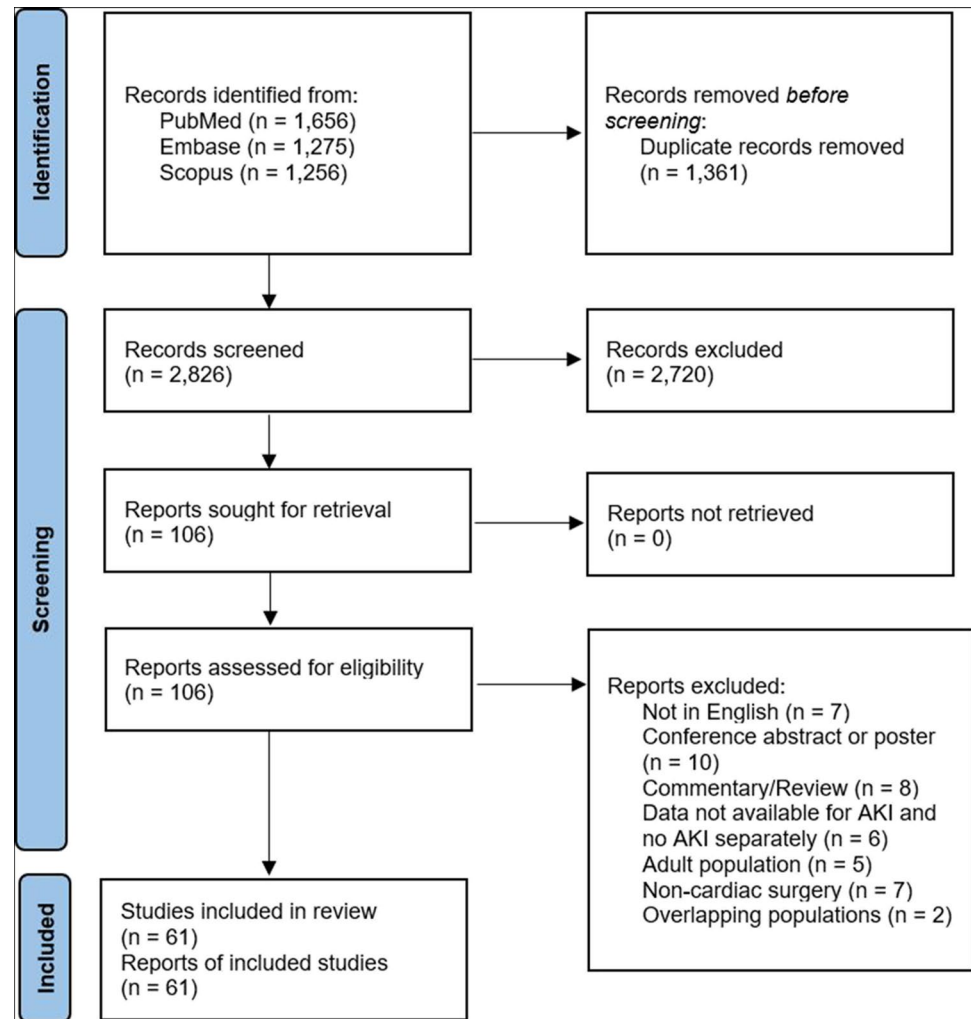 Identification
Records identified from:
PubMed (n = 1,656)
Embase (n = 1,275)
Scopus (n = 1,256)
Records removed before
screening:
Duplicate records removed
(n = 1,361)
Screening
Records screened
(n = 2,826)
Records excluded
(n = 2,720)
Reports sought for retrieval
(n = 106)
Reports not retrieved
(n = 0)
Reports assessed for eligibility
(n = 106)
Reports excluded:
Not in English (n = 7)
Conference abstract or poster
(n = 10)
Commentary/Review (n = 8)
Data not available for AKI and
no AKI separately (n = 6)
Adult population (n = 5)
Non-cardiac surgery (n = 7)
Overlapping populations (n = 2)
Included
Studies included in review
(n = 61)
Reports of included studies
(n = 61)